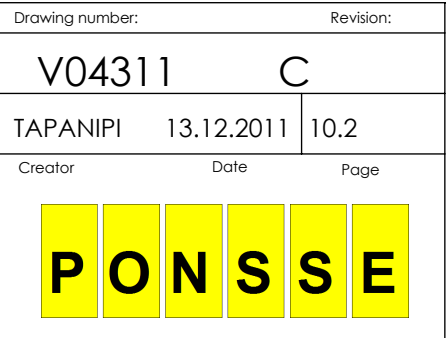 Drawing number: Revision:
V04311 C
TAPANIPI 13.12.2011 10.2
Creator Date Page
PONSSE